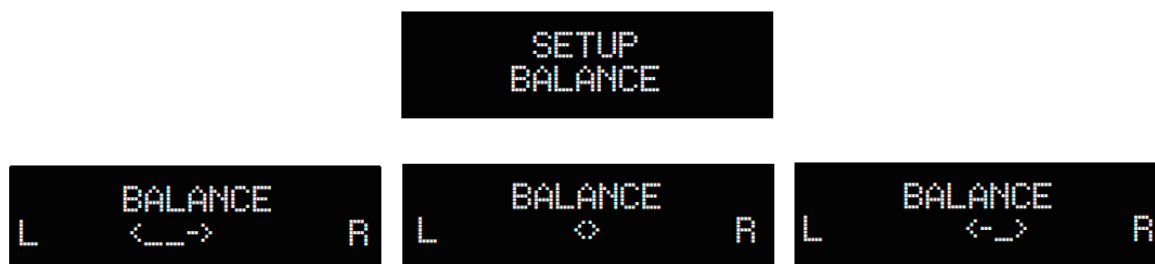 SETUP
BALANCE
BALANCE
L <__-> R
BALANCE
L <> R
BALANCE
L <-_> R